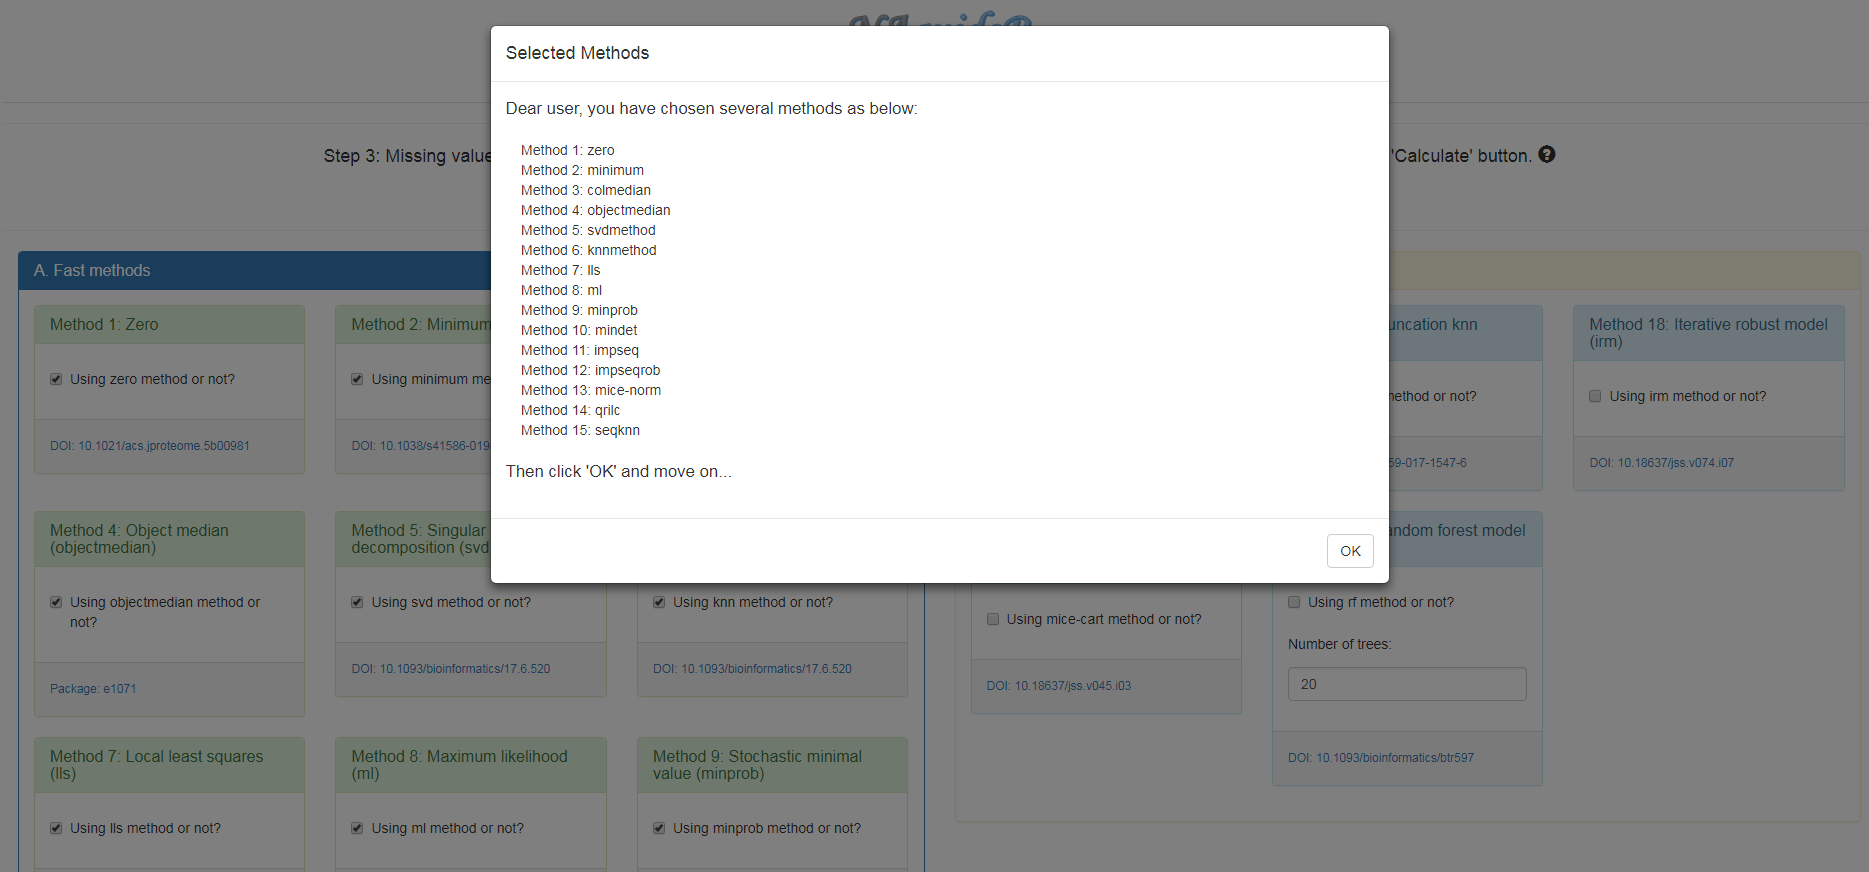 Selected Methods
Dear user, you have chosen several methods as below:
Method 1: zero
Method 2: minimum
Method 3: colmedian
Method 4: objectmedian
Method 5: svdmethod
Method 6: knnmethod
Method 7: lls
Method 8: ml
Method 9: minprob
Method 10: mindet
Method 11: impseq
Method 12: impseqrob
Method 13: mice-norm
Method 14: qrilc
Method 15: seqknn
Then click 'OK' and move on...
OK
Step 3: Missing value
'Calculate' button.
A. Fast methods
Method 1: Zero
Using zero method or not?
DOI: 10.1021/acs.jproteome.5b00981
Method 2: Minimum
Using minimum me
DOI: 10.1038/s41586-019
Method 4: Object median
(objectmedian)
Using objectmedian method or
not?
Package: e1071
Method 5: Singular
decomposition (svd
Using svd method or not?
DOI: 10.1093/bioinformatics/17.6.520
Using knn method or not?
DOI: 10.1093/bioinformatics/17.6.520
Method 7: Local least squares
(lls)
Using lls method or not?
Method 8: Maximum likelihood
(ml)
Using ml method or not?
Method 9: Stochastic minimal
value (minprob)
Using minprob method or not?
uncation knn
method or not?
59-017-1547-6
Method 18: Iterative robust model
(irm)
Using irm method or not?
DOI: 10.18637/jss.v074.i07
Using mice-cart method or not?
DOI: 10.18637/jss.v045.i03
andom forest model
Using rf method or not?
Number of trees:
20
DOI: 10.1093/bioinformatics/btr597